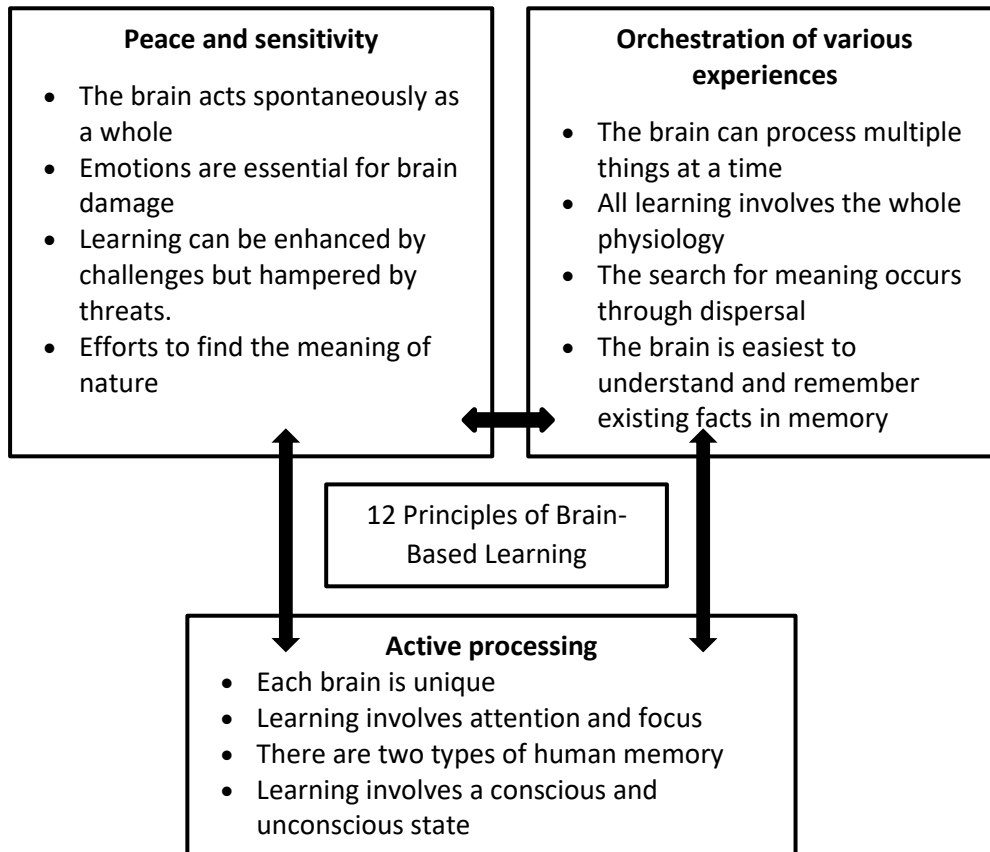 Peace and sensitivity
• The brain acts spontaneously as
a whole
• Emotions are essential for brain
damage
• Learning can be enhanced by
challenges but hampered by
threats.
• Efforts to find the meaning of
nature
Orchestration of various
experiences
• The brain can process multiple
things at a time
• All learning involves the whole
physiology
• The search for meaning occurs
through dispersal
• The brain is easiest to
understand and remember
existing facts in memory
12 Principles of Brain-
Based Learning
Active processing
• Each brain is unique
• Learning involves attention and focus
• There are two types of human memory
• Learning involves a conscious and
unconscious state